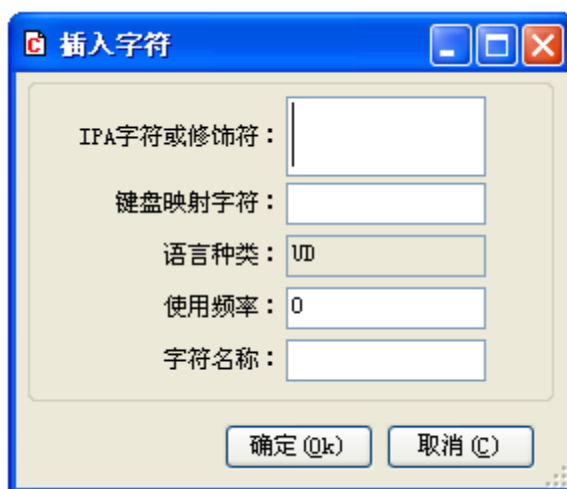 插入字符
IPA字符或修饰符：
键盘映射字符：
语言种类： UD
使用频率： 0
字符名称：
确定(Ok) 取消(C)